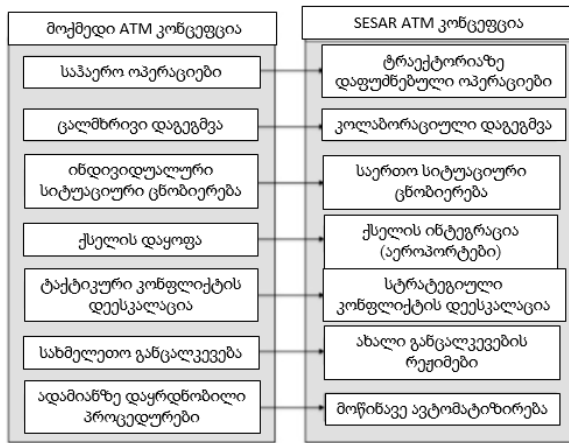 მოქმედი ATM კონცეფცია
საჰაერო ოპერაციები
ცალმხრივი დაგეგმვა
ინდივიდუალური
სიტუაციური ცნობიერება
ქსელის დაყოფა
ტაქტიკური კონფლიქტის
დეესკალაცია
სახმელეთო განცალკევება
ადამიანზე დაყრდნობილი
პროცედურები
SESAR ATM კონცეფცია
ტრაექტორიაზე
დაფუძნებული ოპერაციები
კოლაბორაციული დაგეგმვა
საერთო სიტუაციური
ცნობიერება
ქსელის ინტეგრაცია
(აეროპორტები)
სტრატეგიული
კონფლიქტის დეესკალაცია
ახალი განცალკევების
რეჟიმები
მოწინავე ავტომატიზირება